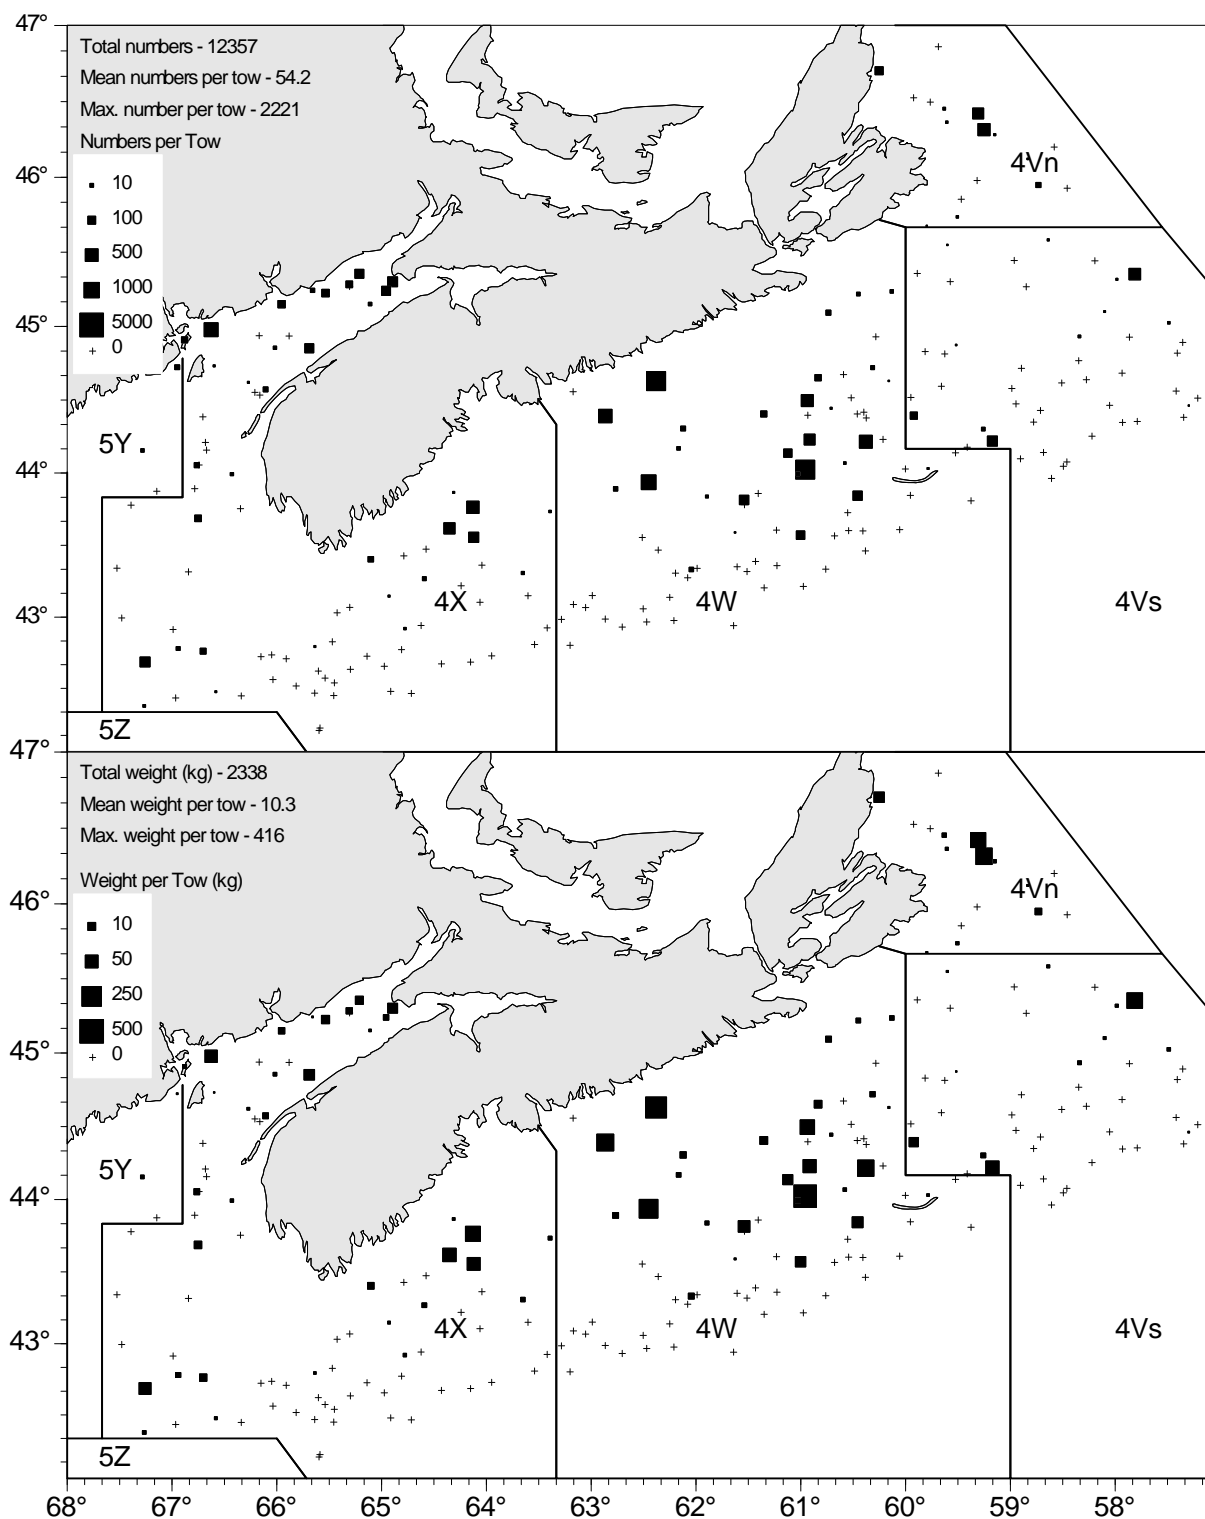 47°
Total numbers - 12357
Mean numbers per tow - 54.2
Max. number per tow - 2221
Numbers per Tow
10
100
500
1000
5000
0
46°
45°
44°
43°
4Vn
5Y
4X
4W
4Vs
5Z
47°
Total weight (kg) - 2338
Mean weight per tow - 10.3
Max. weight per tow - 416
Weight per Tow (kg)
10
50
250
500
0
46°
45°
44°
43°
4Vn
5Y
4X
4W
4Vs
5Z
68° 67° 66° 65° 64° 63° 62° 61° 60° 59° 58°